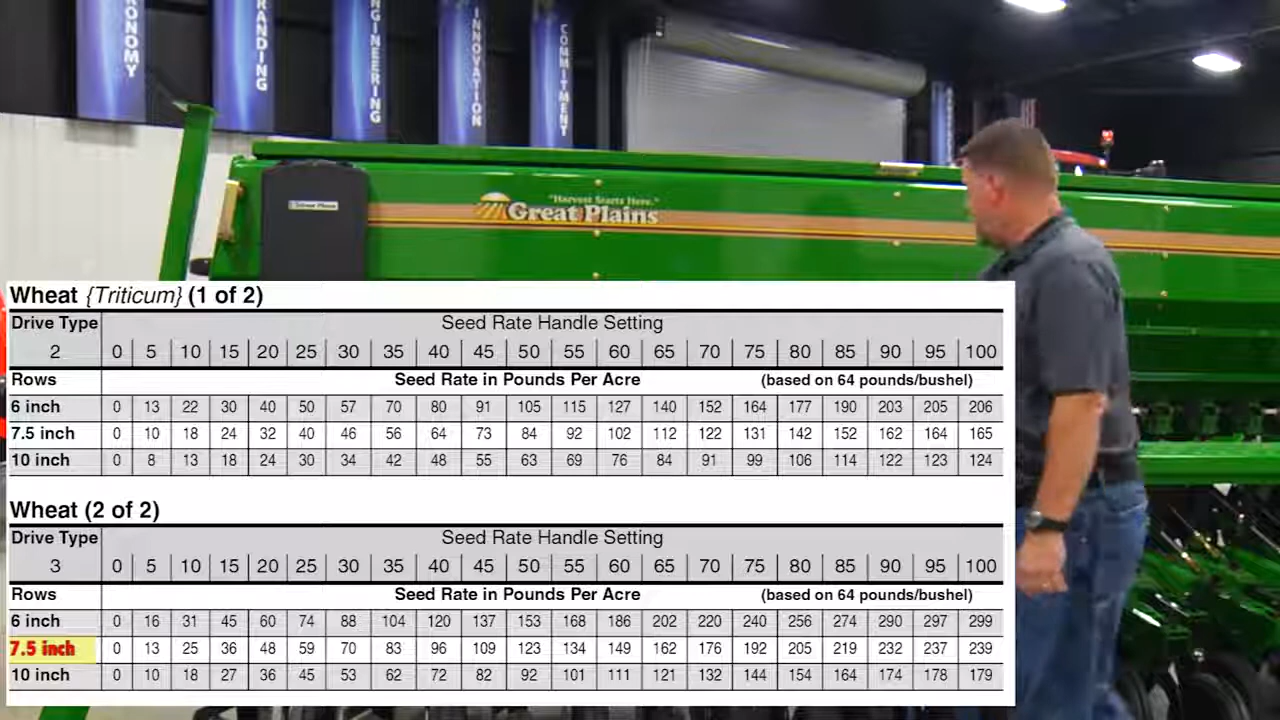 RONOMY
RANDING
NGINEERING
INNOVATION
COMMITMENT
"Harvest Starts Here."
Great Plains
Wheat {Triticum} (1 of 2)
Drive Type Seed Rate Handle Setting
2 0 5 10 15 20 25 30 35 40 45 50 55 60 65 70 75 80 85 90 95 100
Rows Seed Rate in Pounds Per Acre (based on 64 pounds/bushel)
6 inch 0 13 22 30 40 50 57 70 80 91 105 115 127 140 152 164 177 190 203 205 206
7.5 inch 0 10 18 24 32 40 46 56 64 73 84 92 102 112 122 131 142 152 162 164 165
10 inch 0 8 13 18 24 30 34 42 48 55 63 69 76 84 91 99 106 114 122 123 124
Wheat (2 of 2)
Drive Type Seed Rate Handle Setting
3 0 5 10 15 20 25 30 35 40 45 50 55 60 65 70 75 80 85 90 95 100
Rows Seed Rate in Pounds Per Acre (based on 64 pounds/bushel)
6 inch 0 16 31 45 60 74 88 104 120 137 153 168 186 202 220 240 256 274 290 297 299
7.5 inch 0 13 25 36 48 59 70 83 96 109 123 134 149 162 176 192 205 219 232 237 239
10 inch 0 10 18 27 36 45 53 62 72 82 92 101 111 121 132 144 154 164 174 178 179